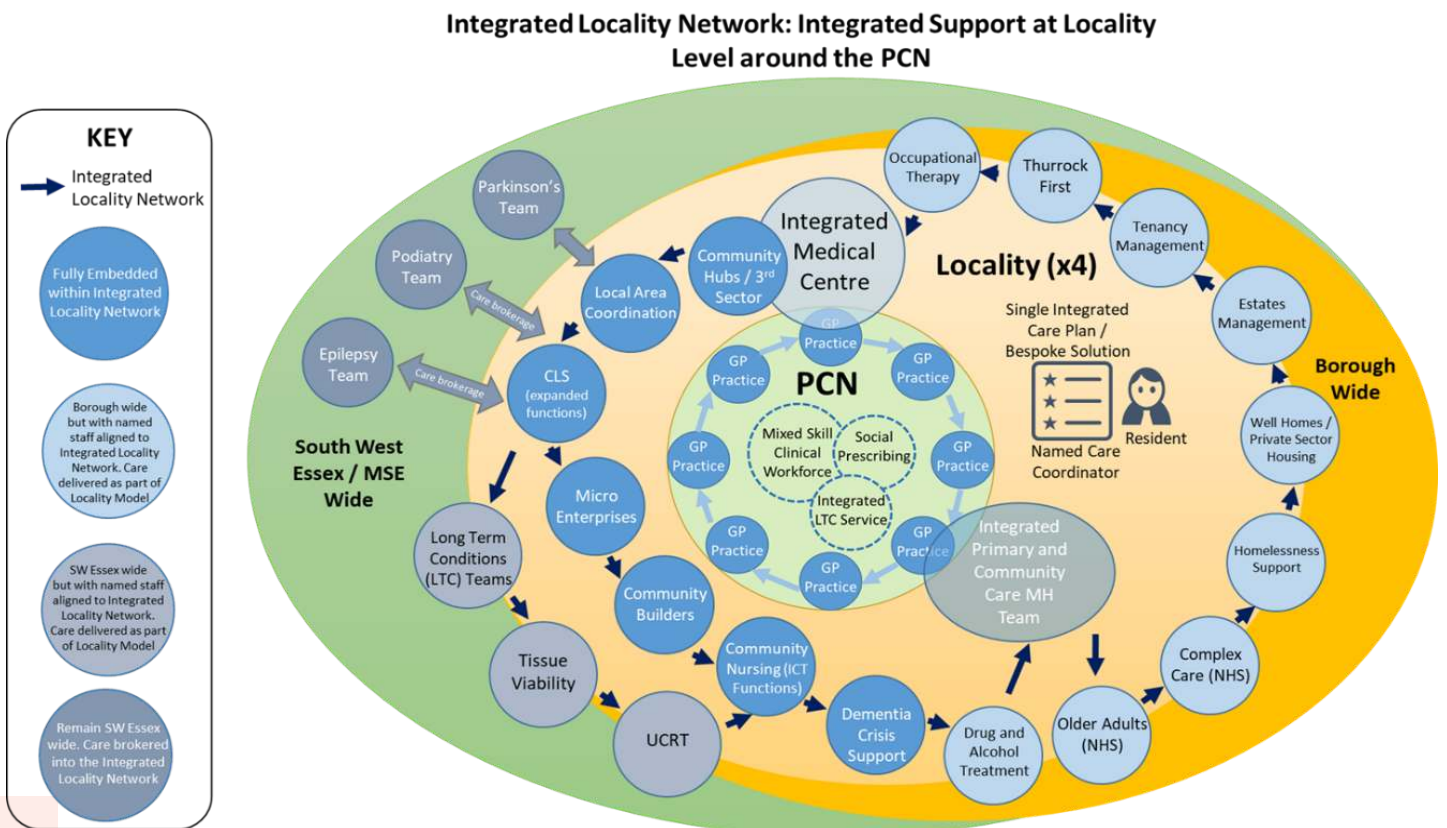 Integrated Locality Network: Integrated Support at Locality
Level around the PCN
KEY
Integrated
Locality Network
Fully Embedded
within Integrated
Locality Network
Borough wide
but with named
staff aligned to
Integrated Locality
Network. Care
delivered as part of
Locality Model
SW Essex wide
but with named staff
aligned to Integrated
Locality Network.
Care delivered as part
of Locality Model
Remain SW Essex
wide. Care brokered
into the Integrated
Locality Network
South West
Essex / MSE
Wide
Parkinson's
Team
Podiatry
Team
Epilepsy
Team
Care brokerage
Care brokerage
Community
Hubs / 3rd
Sector
Local Area
Coordination
CLS
(expanded
functions)
Micro
Enterprises
Community
Builders
Community
Nursing (ICT
Functions)
Dementia
Crisis
Support
Long Term
Conditions
(LTC) Teams
Tissue
Viability
UCRT
Integrated
Medical
Centre
PCN
GP
Practice
GP
Practice
GP
Practice
GP
Practice
GP
Practice
GP
Practice
GP
Practice
GP
Practice
Mixed Skill
Clinical
Workforce
Social
Prescribing
Integrated
LTC Service
Locality (x4)
Single Integrated
Care Plan /
Bespoke Solution
Resident
Named Care
Coordinator
Integrated
Primary and
Community
Care MH
Team
Occupational
Therapy
Thurrock
First
Tenancy
Management
Estates
Management
Well Homes /
Private Sector
Housing
Homelessness
Support
Complex
Care (NHS)
Older Adults
(NHS)
Drug and
Alcohol
Treatment
Borough
Wide